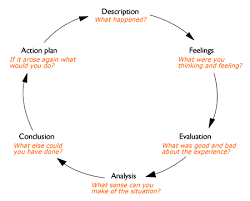 Description
What happened?
Feelings
What were you
thinking and feeling?
Evaluation
What was good and bad
about the experience?
Analysis
What sense can you
make of the situation?
Conclusion
What else could
you have done?
Action plan
If it arose again what
would you do?